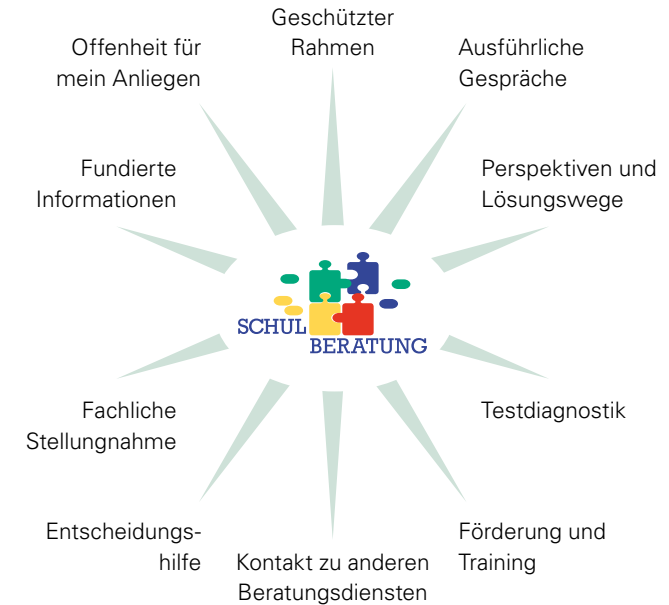 Geschützter
Rahmen
Offenheit für
mein Anliegen
Ausführliche
Gespräche
Fundierte
Informationen
Perspektiven und
Lösungswege
SCHUL
BERATUNG
Fachliche
Stellungnahme
Testdiagnostik
Entscheidungs-
hilfe
Kontakt zu anderen
Beratungsdiensten
Förderung und
Training